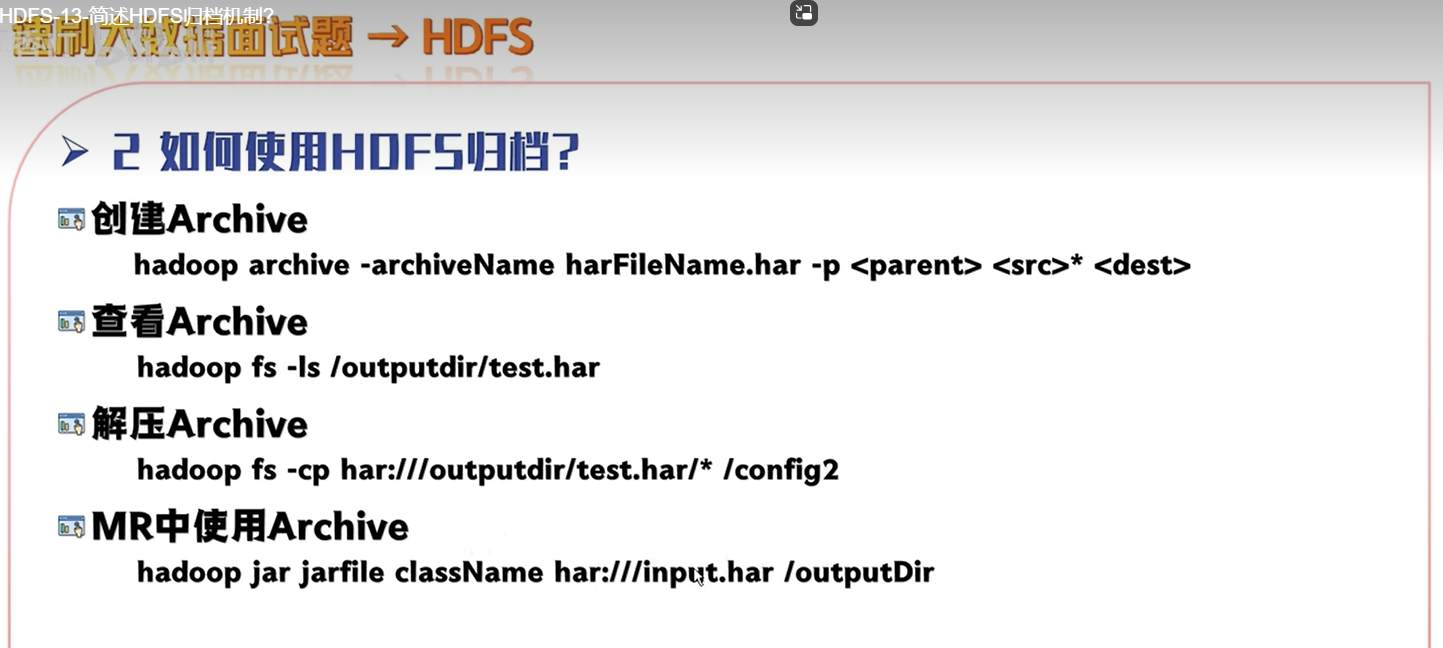 HDFS-13-简述HDFS归档机制?
速刷大数据面试题 → HDFS
2 如何使用HDFS归档?
创建Archive
hadoop archive -archiveName harFileName.har -p <parent> <src>* <dest>
查看Archive
hadoop fs -ls /outputdir/test.har
解压Archive
hadoop fs -cp har:///outputdir/test.har/* /config2
MR中使用Archive
hadoop jar jarfile className har:///input.har /outputDir